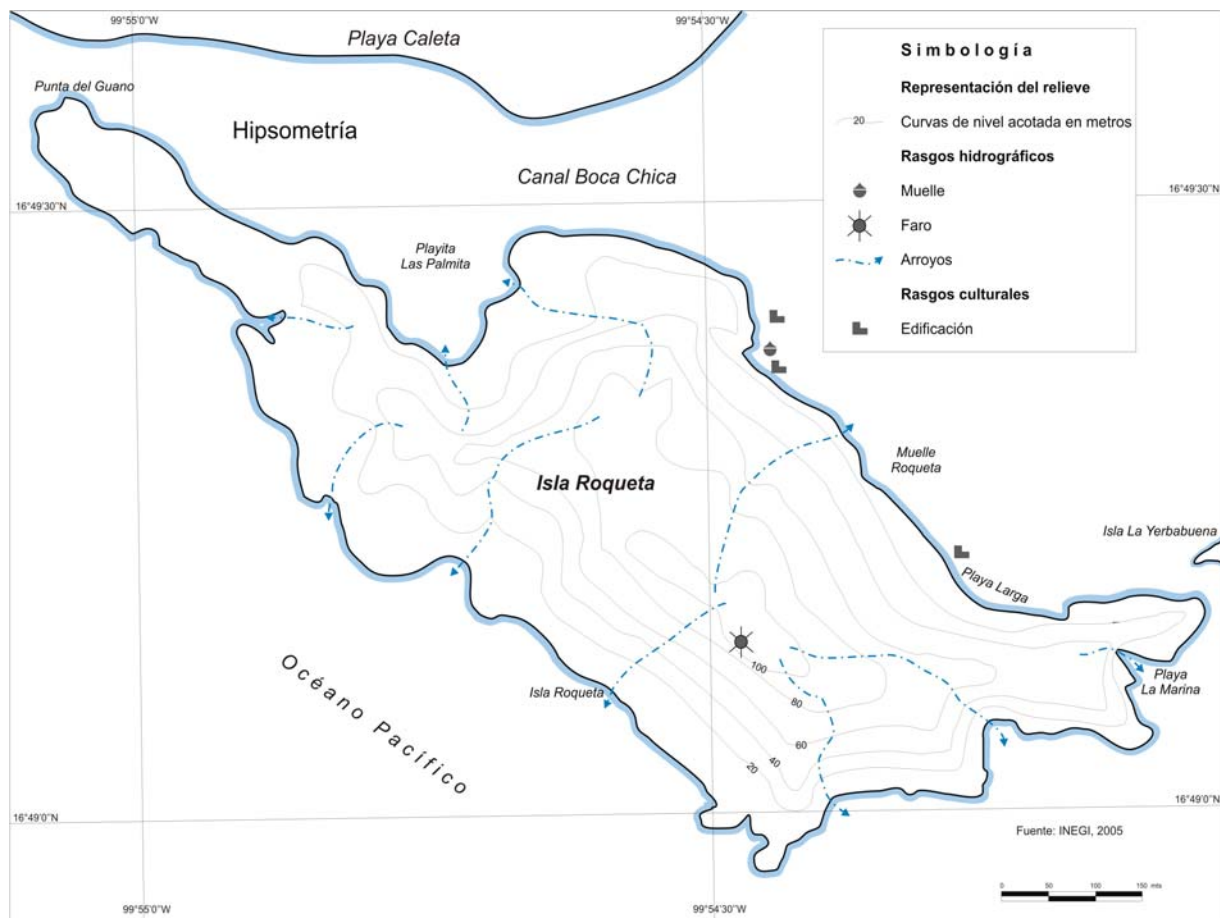 99°55'0''W
99°54'30''W
Playa Caleta
Punta del Guano
Hipsometría
Canal Boca Chica
16°49'30''N
16°49'30''N
Simbología
Representación del relieve
20
Curvas de nivel acotada en metros
Rasgos hidrográficos
Muelle
Faro
Arroyos
Rasgos culturales
Edificación
Playita
Las Palmita
Isla Roqueta
Muelle
Roqueta
Isla La Yerbabuena
Playa Larga
Playa
La Marina
Isla Roqueta
100
80
60
40
20
Océano Pacífico
16°49'0''N
16°49'0''N
Fuente: INEGI, 2005
0 50 100 150 mts
99°55'0''W
99°54'30''W